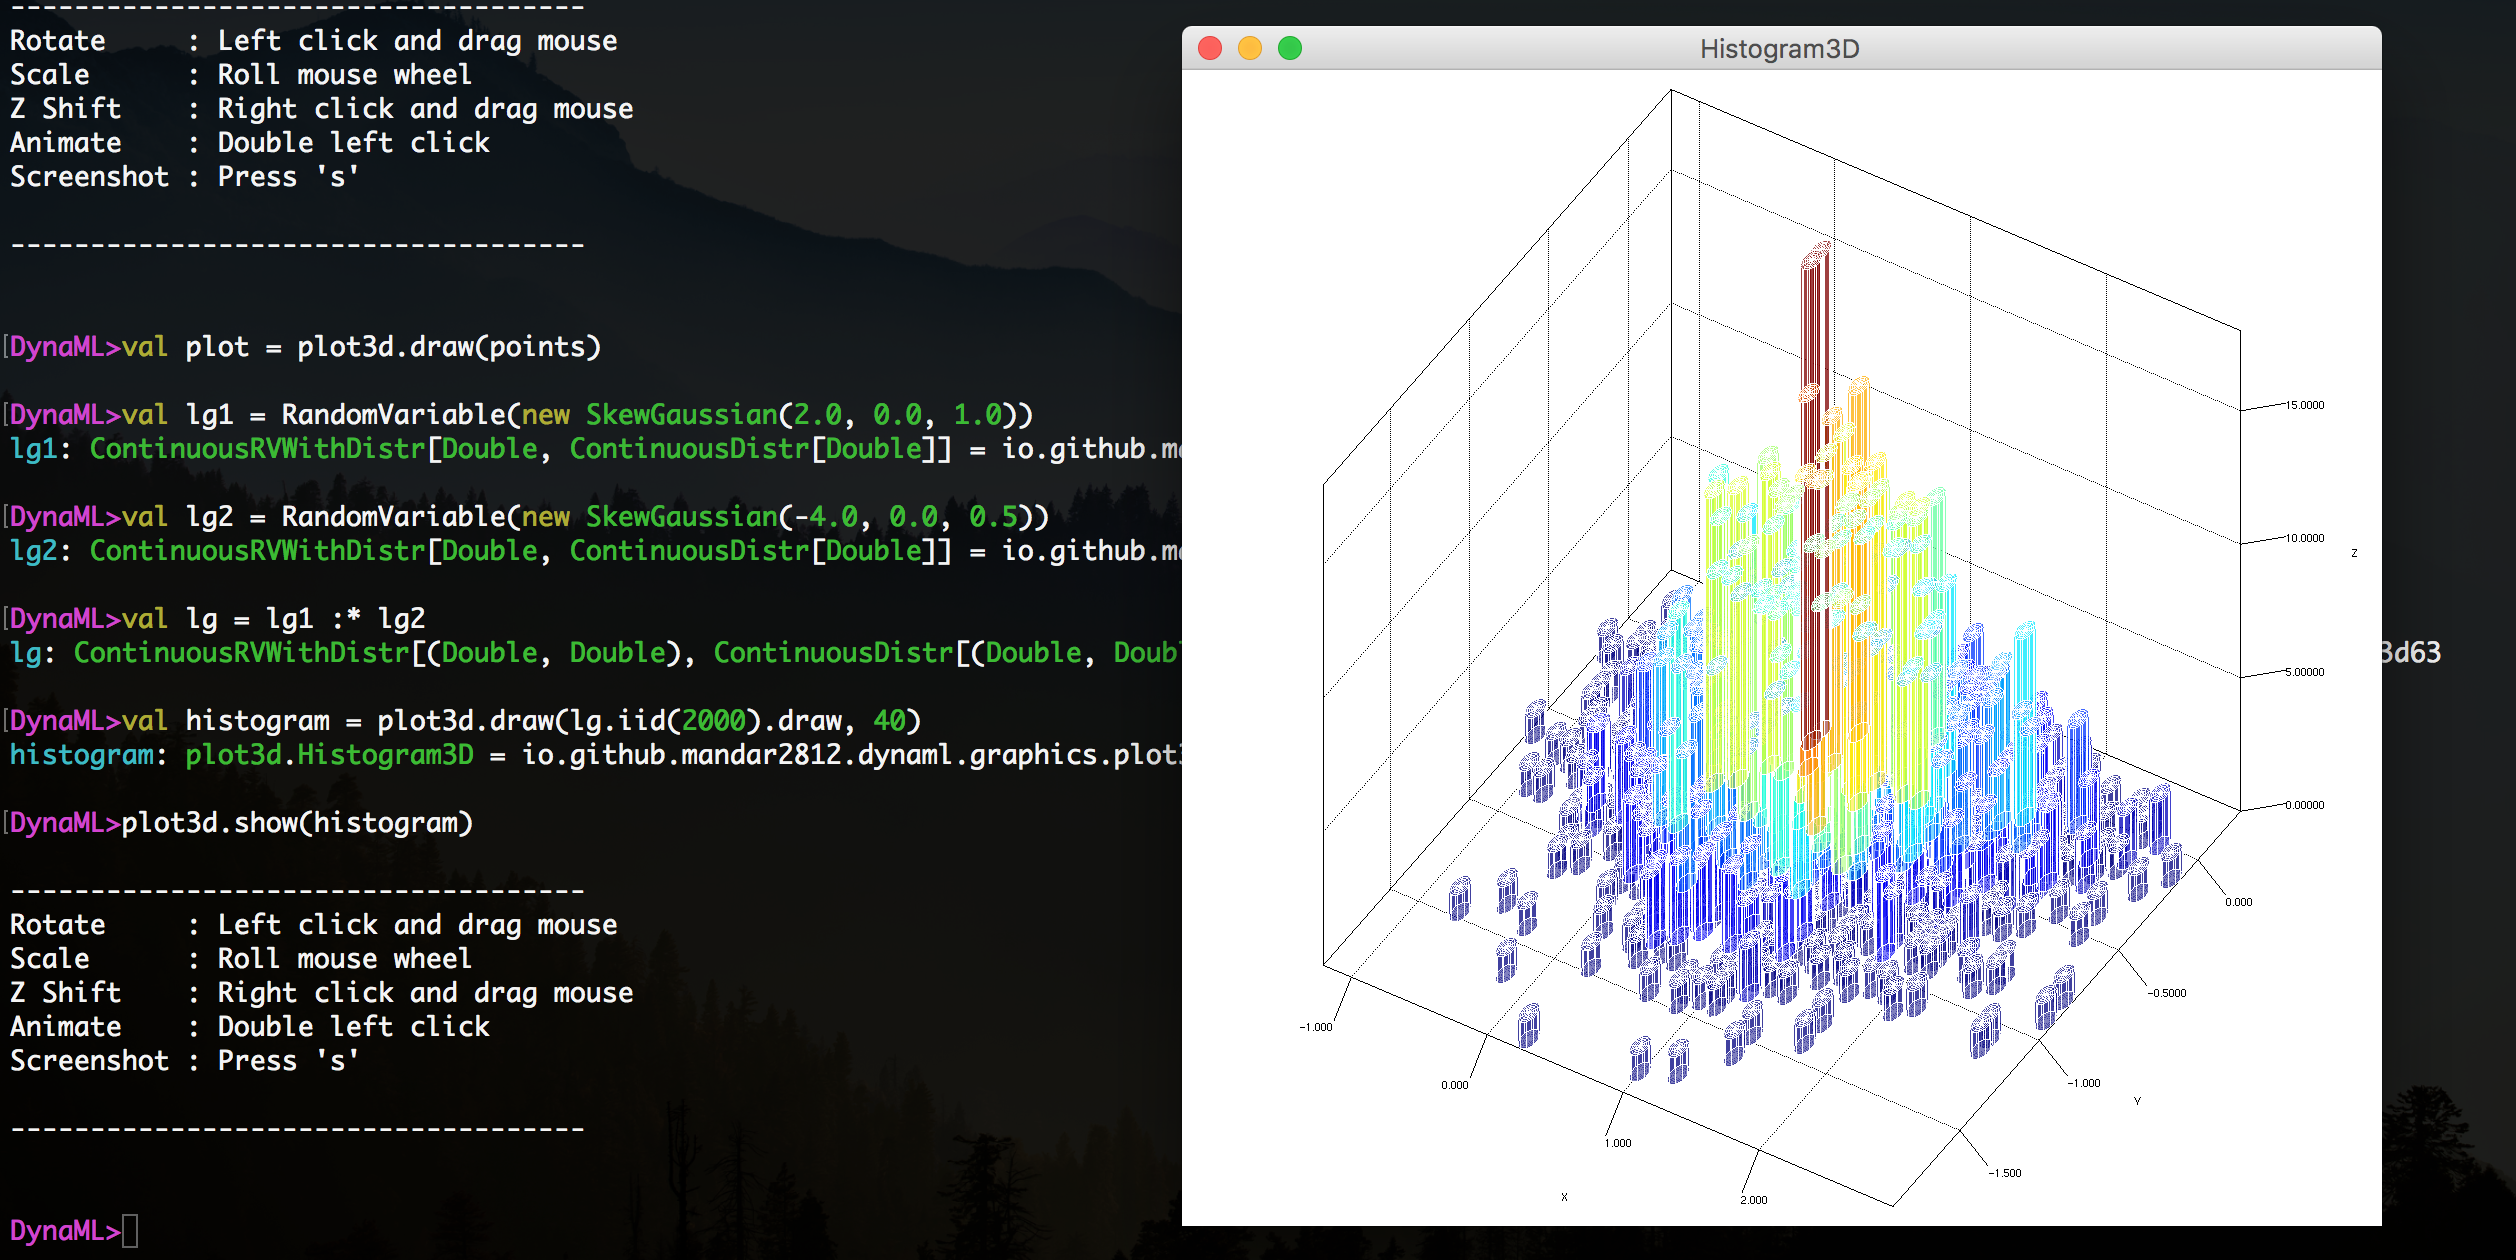 ------------------------------------
Rotate     : Left click and drag mouse
Scale      : Roll mouse wheel
Z Shift    : Right click and drag mouse
Animate    : Double left click
Screenshot : Press 's'
------------------------------------
DynaML>val plot = plot3d.draw(points)
DynaML>val lg1 = RandomVariable(new SkewGaussian(2.0, 0.0, 1.0))
lg1: ContinuousRVWithDistr[Double, ContinuousDistr[Double]] = io.github.m
DynaML>val lg2 = RandomVariable(new SkewGaussian(-4.0, 0.0, 0.5))
lg2: ContinuousRVWithDistr[Double, ContinuousDistr[Double]] = io.github.m
DynaML>val lg = lg1 :* lg2
lg: ContinuousRVWithDistr[(Double, Double), ContinuousDistr[(Double, Doubl
3d63
DynaML>val histogram = plot3d.draw(lg.iid(2000).draw, 40)
histogram: plot3d.Histogram3D = io.github.mandar2812.dynaml.graphics.plot3
DynaML>plot3d.show(histogram)
------------------------------------
Rotate     : Left click and drag mouse
Scale      : Roll mouse wheel
Z Shift    : Right click and drag mouse
Animate    : Double left click
Screenshot : Press 's'
------------------------------------
DynaML>
Histogram3D
15.0000
10.0000
Z
5.00000
0.00000
0.000
-0.5000
-1.000
Y
-1.500
-1.000
0.000
1.000
X
2.000